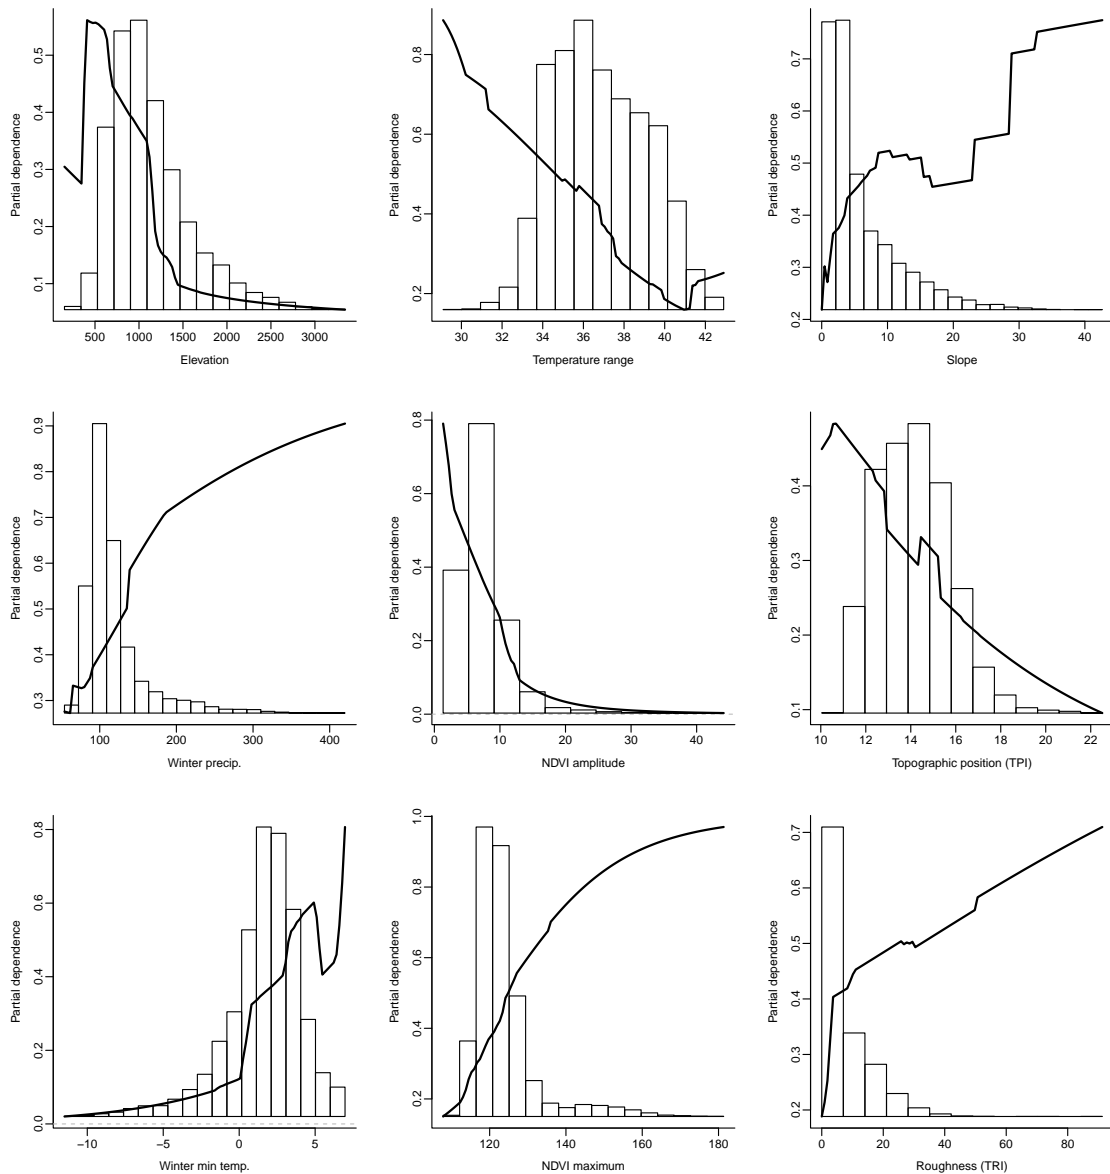 0.1 0.2 0.3 0.4 0.5
Partial dependence
500 1000 1500 2000 2500 3000
Elevation
0.2 0.4 0.6 0.8
Partial dependence
30 32 34 36 38 40 42
Temperature range
0.2 0.3 0.4 0.5 0.6 0.7
Partial dependence
0 10 20 30 40
Slope
0.3 0.4 0.5 0.6 0.7 0.8 0.9
Partial dependence
100 200 300 400
Winter precip.
0.0 0.2 0.4 0.6 0.8
Partial dependence
0 10 20 30 40
NDVI amplitude
0.1 0.2 0.3 0.4
Partial dependence
10 12 14 16 18 20 22
Topographic position (TPI)
0.0 0.2 0.4 0.6 0.8
Partial dependence
−10 −5 0 5
Winter min temp.
0.2 0.4 0.6 0.8 1.0
Partial dependence
120 140 160 180
NDVI maximum
0.2 0.3 0.4 0.5 0.6 0.7
Partial dependence
0 20 40 60 80
Roughness (TRI)